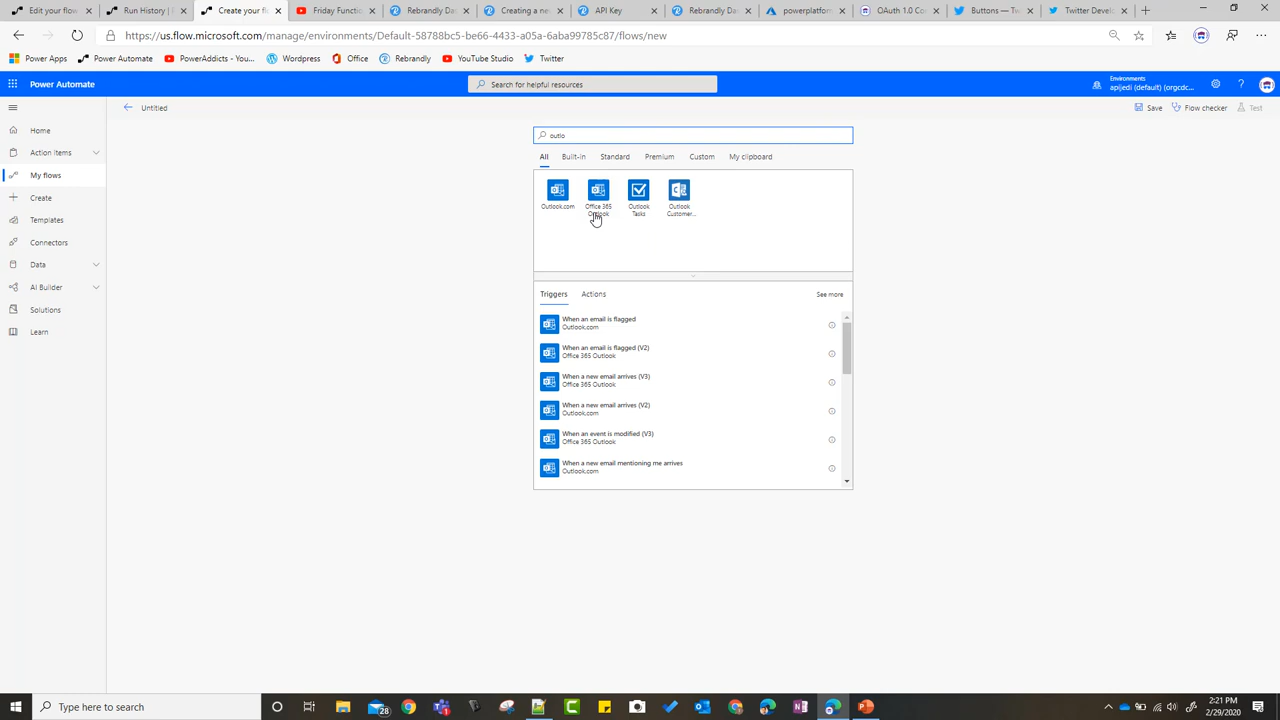 Edit your flow
Run History |
Create your fl
Friday Functi
Rebrandly Da
Creating a ne
API Key
Rebrandly Da
powerplatfor
OAuth 1.0 Co
Buttons — Tw
Twitter Devel
https://us.flow.microsoft.com/manage/environments/Default-58788bc5-be66-4433-a05a-6aba99785c87/flows/new
Power Apps
Power Automate
PowerAddicts - You...
Wordpress
Office
Rebrandly
YouTube Studio
Twitter
Power Automate
Search for helpful resources
Environments
apijedi (default) (orgcdc...
Untitled
Save
Flow checker
Test
Home
Action items
My flows
Create
Templates
Connectors
Data
AI Builder
Solutions
Learn
outlo
All
Built-in
Standard
Premium
Custom
My clipboard
Outlook.com
Office 365
Outlook
Outlook
Tasks
Outlook
Customer...
Triggers
Actions
See more
When an email is flagged
Outlook.com
When an email is flagged (V2)
Office 365 Outlook
When a new email arrives (V3)
Office 365 Outlook
When a new email arrives (V2)
Outlook.com
When an event is modified (V3)
Office 365 Outlook
When a new email mentioning me arrives
Outlook.com
Type here to search
28
2:21 PM
2/29/2020